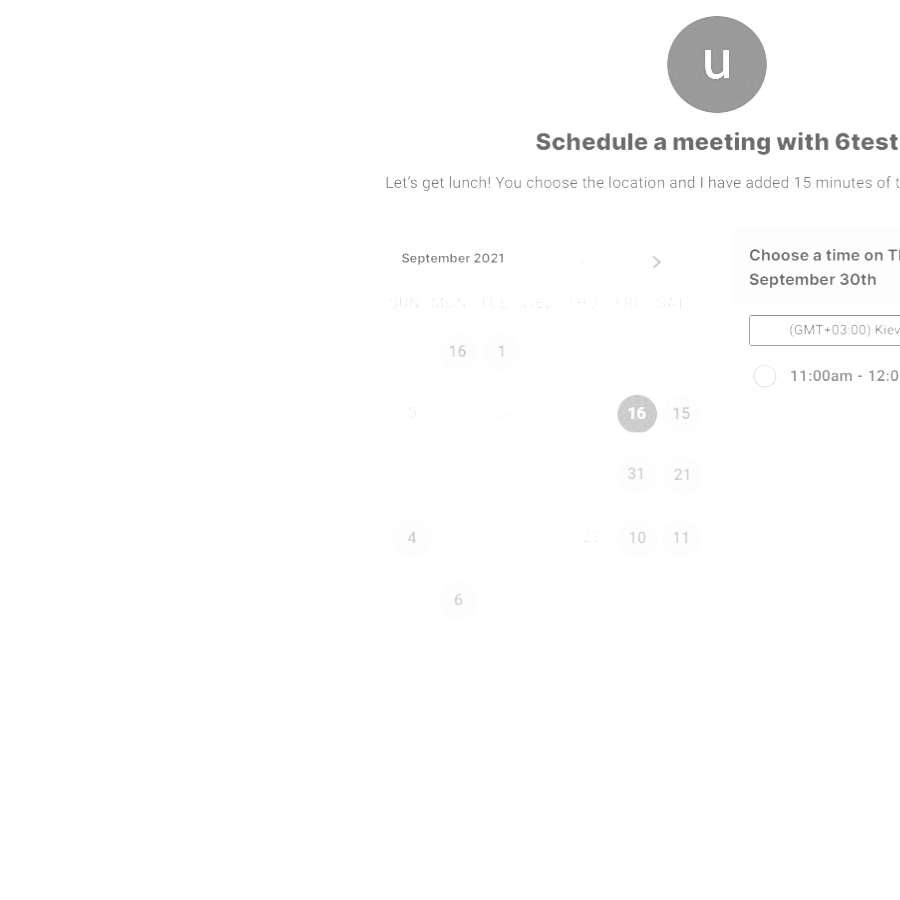 u
Schedule a meeting with 6test
Let's get lunch! You choose the location and I have added 15 minutes of t
September 2021
SUN MON TUE WED THU FRI SAT
16 1
5 16 15
31 21
4 10 11
6
Choose a time on Th
September 30th
(GMT+03:00) Kiev
11:00am - 12:0